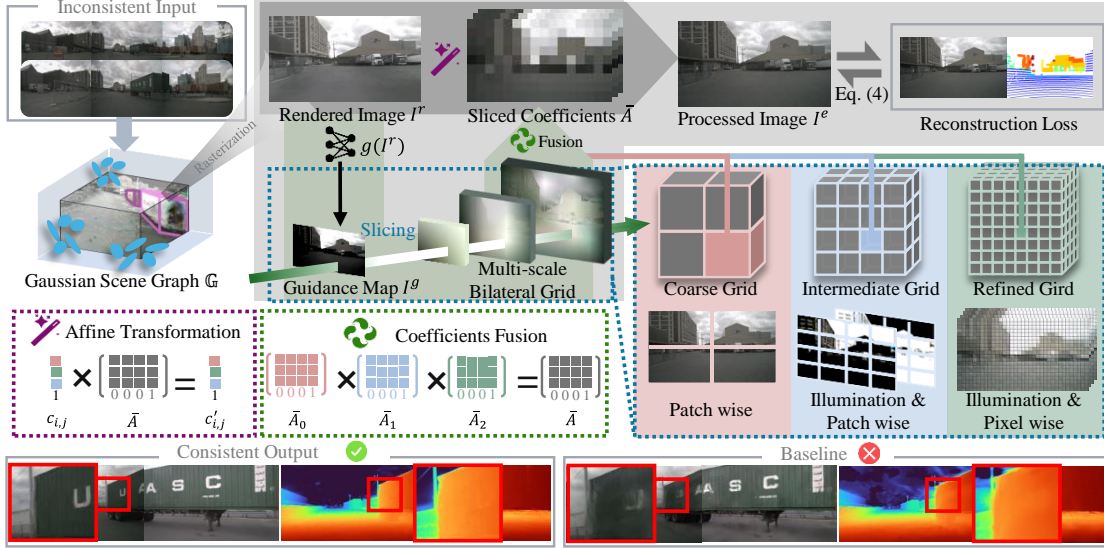 Inconsistent Input
Rasterization
Rendered Image I^r
Sliced Coefficients Ā
Processed Image I^e
Eq. (4)
Reconstruction Loss
g(I^r)
Fusion
Slicing
Gaussian Scene Graph 𝔾
Guidance Map I^g
Multi-scale
Bilateral Grid
Coarse Grid
Intermediate Grid
Refined Gird
Patch wise
Illumination &
Patch wise
Illumination &
Pixel wise
Affine Transformation
1 × 0 0 0 1 = 1
c_{i,j} Ā c′_{i,j}
Coefficients Fusion
0 0 0 1 × 0 0 0 1 × 0 0 0 1 = 0 0 0 1
Ā_0 Ā_1 Ā_2 Ā
Consistent Output
U
U A S C
Baseline
U
U A S C